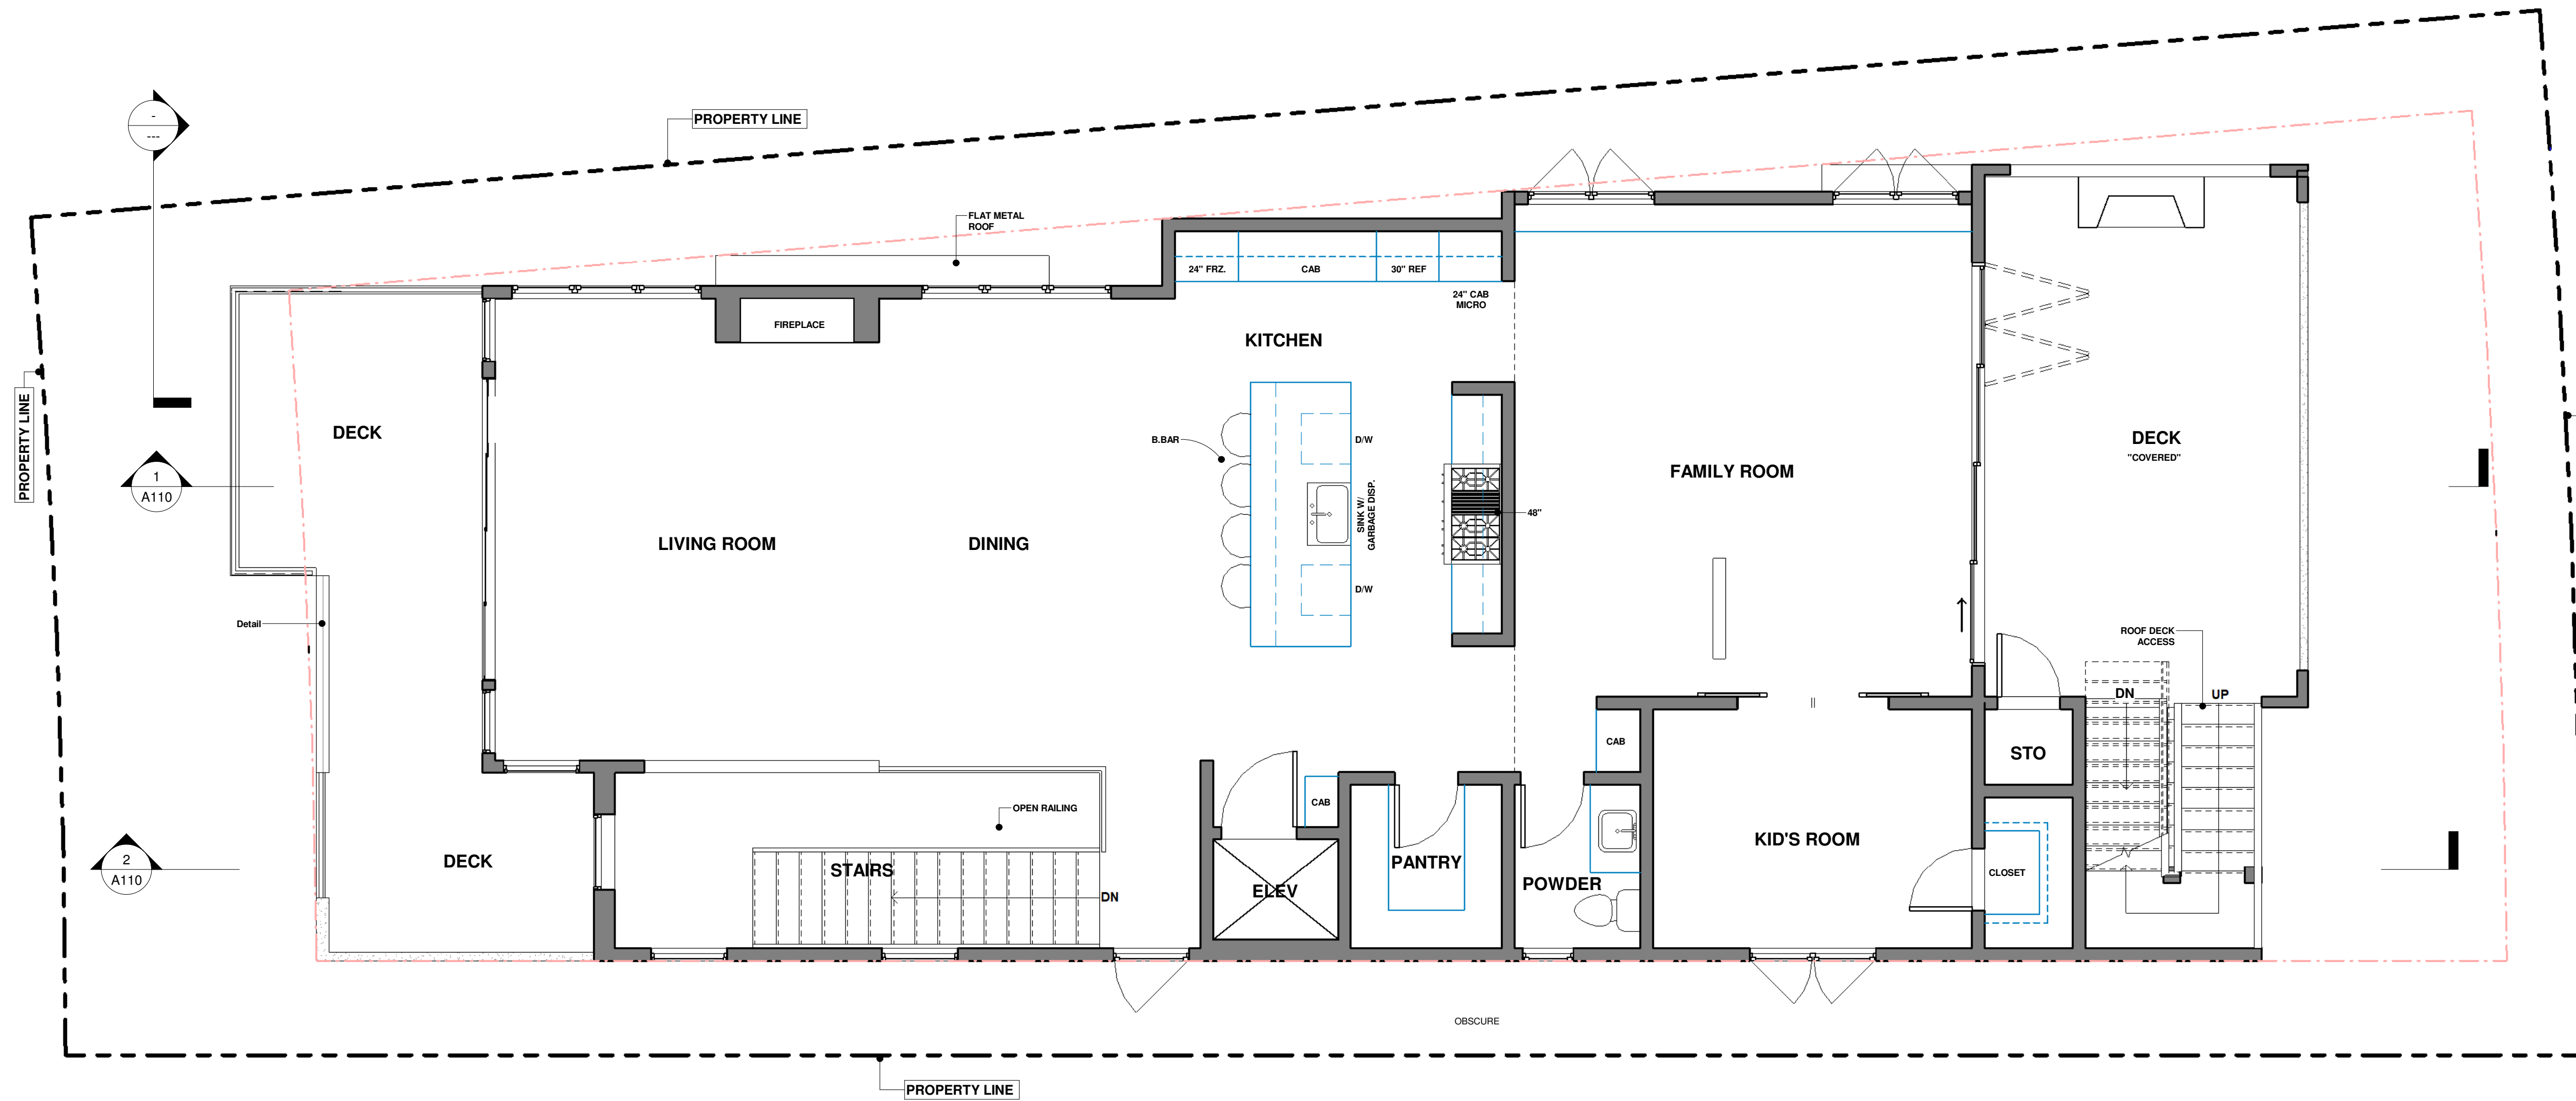 PROPERTY LINE
-
---
FLAT METAL
ROOF
24" FRZ.
CAB
30" REF
24" CAB
MICRO
FIREPLACE
KITCHEN
PROPERTY LINE
DECK
B.BAR
D/W
DECK
"COVERED"
FAMILY ROOM
1
A110
SINK W/
GARBAGE DISP.
48"
LIVING ROOM
DINING
D/W
Detail
ROOF DECK
ACCESS
DN
UP
CAB
STO
CAB
OPEN RAILING
KID'S ROOM
2
A110
DECK
STAIRS
PANTRY
CLOSET
POWDER
ELEV
DN
OBSCURE
PROPERTY LINE